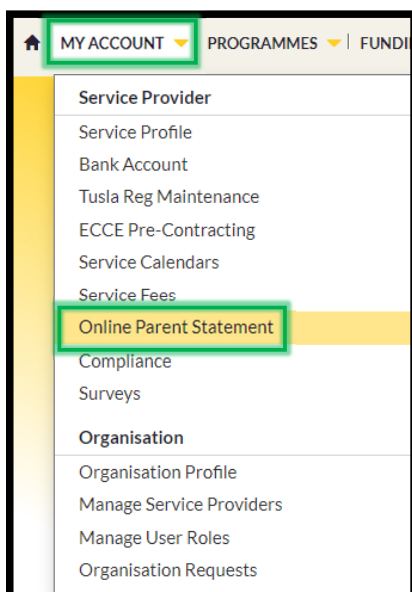 MY ACCOUNT PROGRAMMES FUNDI
Service Provider
Service Profile
Bank Account
Tusla Reg Maintenance
ECCE Pre-Contracting
Service Calendars
Service Fees
Online Parent Statement
Compliance
Surveys
Organisation
Organisation Profile
Manage Service Providers
Manage User Roles
Organisation Requests